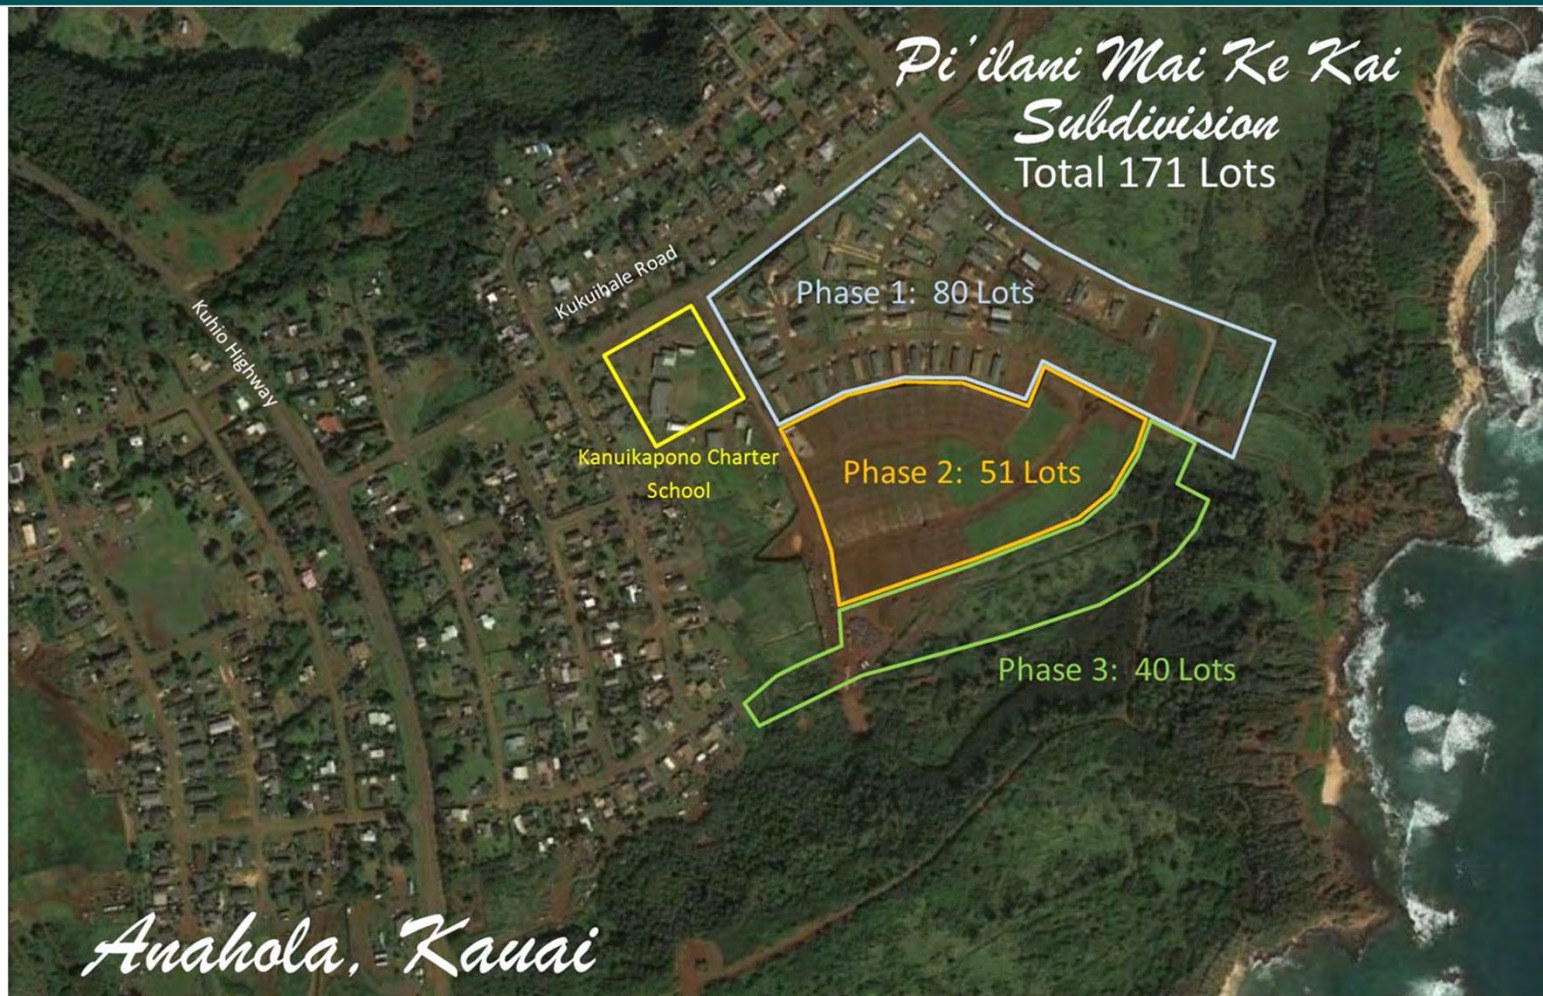 Pi'ilani Mai Ke Kai
Subdivision
Total 171 Lots
Kukuihale Road
Phase 1: 80 Lots
Kuhio Highway
Kanuikapono Charter
School
Phase 2: 51 Lots
Phase 3: 40 Lots
Anahola, Kauai